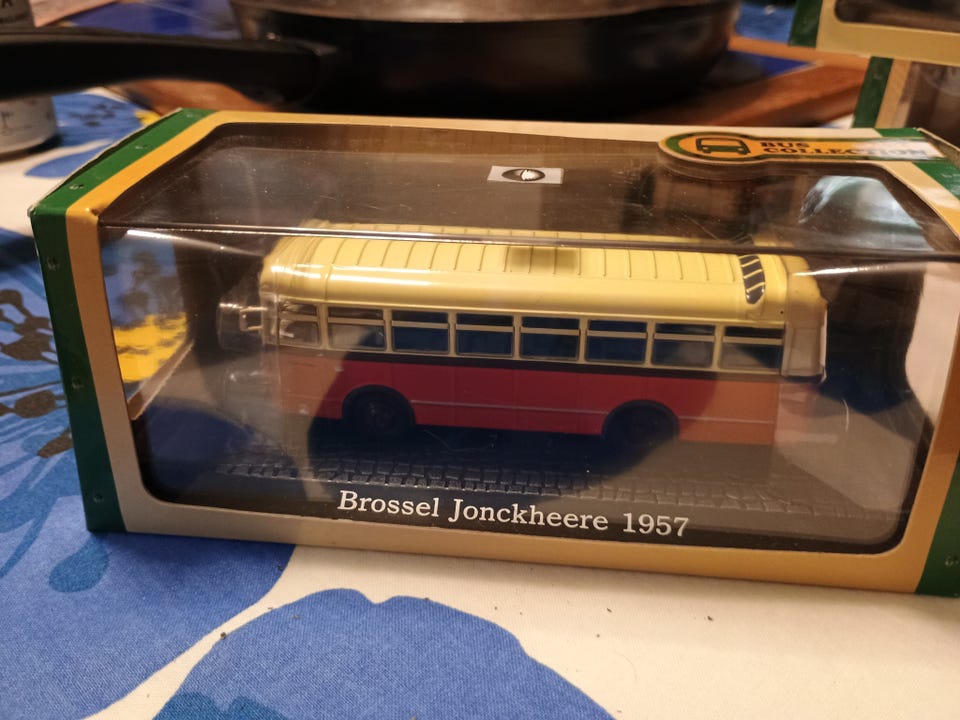 BUS
COLLECTION
Brossel Jonckheere 1957